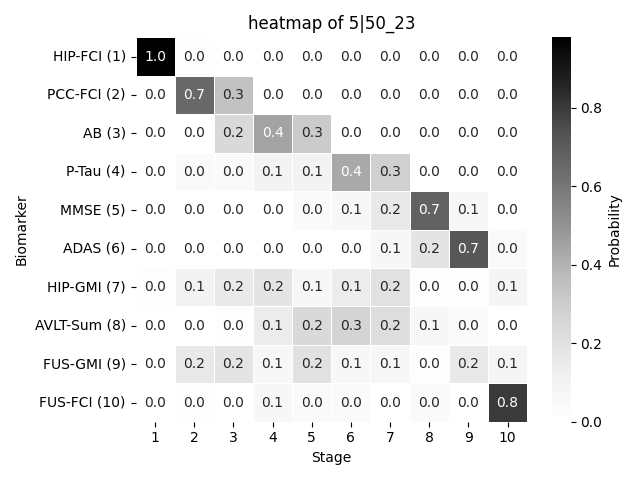 heatmap of 5|50_23
HIP-FCI (1) 1.0 0.0 0.0 0.0 0.0 0.0 0.0 0.0 0.0 0.0
PCC-FCI (2) 0.0 0.7 0.3 0.0 0.0 0.0 0.0 0.0 0.0 0.0
AB (3) 0.0 0.0 0.2 0.4 0.3 0.0 0.0 0.0 0.0 0.0
P-Tau (4) 0.0 0.0 0.0 0.1 0.1 0.4 0.3 0.0 0.0 0.0
MMSE (5) 0.0 0.0 0.0 0.0 0.0 0.1 0.2 0.7 0.1 0.0
ADAS (6) 0.0 0.0 0.0 0.0 0.0 0.0 0.1 0.2 0.7 0.0
HIP-GMI (7) 0.0 0.1 0.2 0.2 0.1 0.1 0.2 0.0 0.0 0.1
AVLT-Sum (8) 0.0 0.0 0.0 0.1 0.2 0.3 0.2 0.1 0.0 0.0
FUS-GMI (9) 0.0 0.2 0.2 0.1 0.2 0.1 0.1 0.0 0.2 0.1
FUS-FCI (10) 0.0 0.0 0.0 0.1 0.0 0.0 0.0 0.0 0.0 0.8
1 2 3 4 5 6 7 8 9 10
Stage
Biomarker
0.8
0.6
0.4
0.2
0.0
Probability